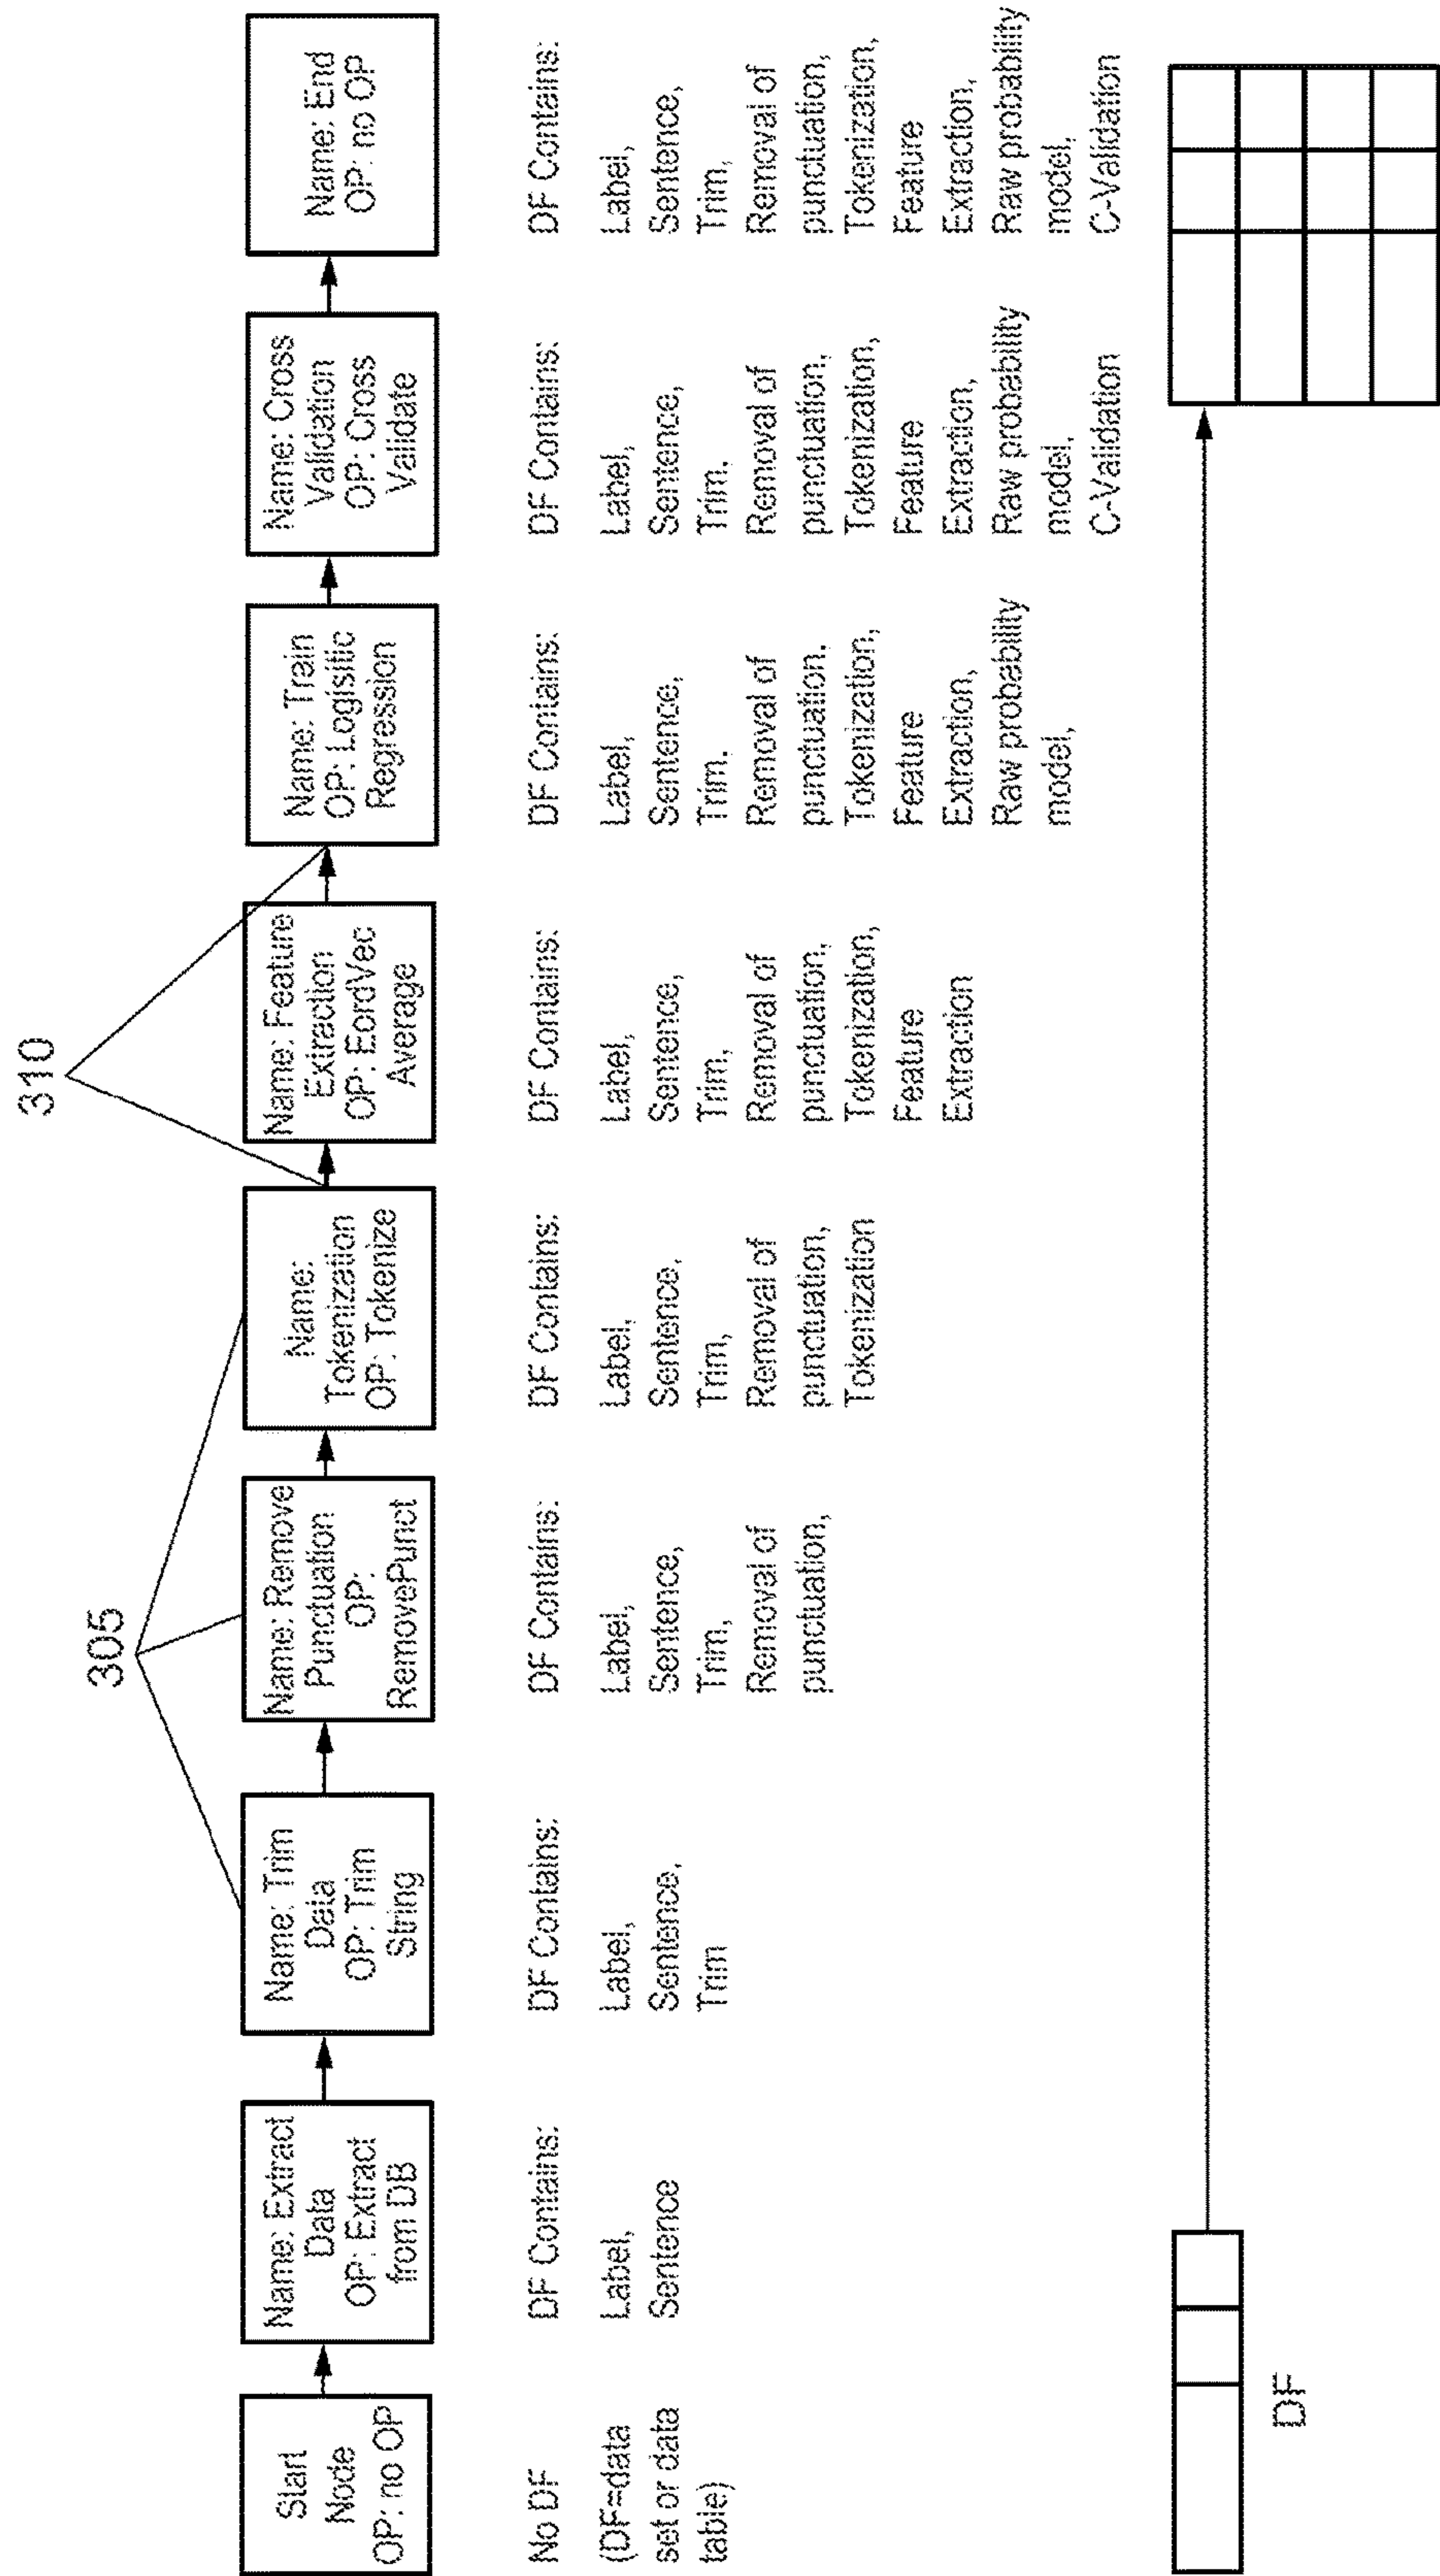 310
305
Start
Node
OP: no OP
Name: Extract
Data
OP: Extract
from DB
Name: Trim
Data
OP: Trim
String
Name: Remove
Punctuation
OP:
RemovePunct
Name:
Tokenization
OP: Tokenize
Name: Feature
Extraction
OP: EordVec
Average
Name: Train
OP: Logisitic
Regression
Name: Cross
Validation
OP: Cross
Validate
Name: End
OP: no OP
No DF
(DF=data
set or data
table)
DF Contains:
Label,
Sentence
DF Contains:
Label,
Sentence,
Trim
DF Contains:
Label,
Sentence,
Trim,
Removal of
punctuation,
DF Contains:
Label,
Sentence,
Trim,
Removal of
punctuation,
Tokenization
DF Contains:
Label,
Sentence,
Trim,
Removal of
punctuation,
Tokenization,
Feature
Extraction
DF Contains:
Label,
Sentence,
Trim,
Removal of
punctuation,
Tokenization,
Feature
Extraction,
Raw probability
model,
DF Contains:
Label,
Sentence,
Trim,
Removal of
punctuation,
Tokenization,
Feature
Extraction,
Raw probability
model,
C-Validation
DF Contains:
Label,
Sentence,
Trim,
Removal of
punctuation,
Tokenization,
Feature
Extraction,
Raw probability
model,
C-Validation
DF